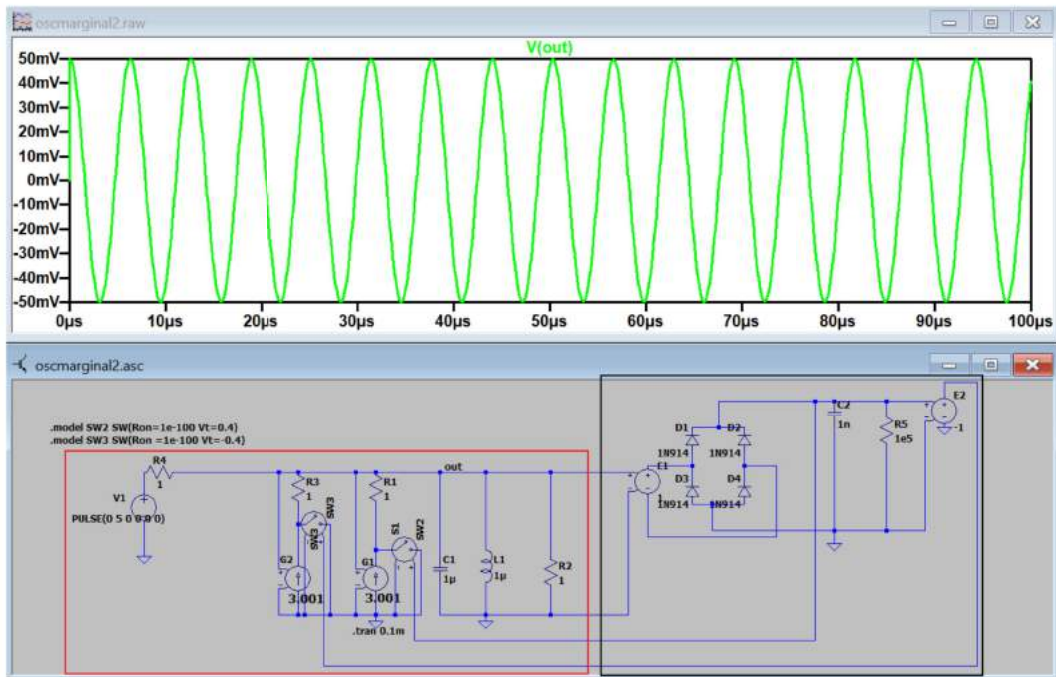 oscmarginal2.raw
V(out)
50mV
40mV
30mV
20mV
10mV
0mV
-10mV
-20mV
-30mV
-40mV
-50mV
0µs 10µs 20µs 30µs 40µs 50µs 60µs 70µs 80µs 90µs 100µs
oscmarginal2.asc
.model SW2 SW(Ron=1e-100 Vt=0.4)
.model SW3 SW(Ron =1e-100 Vt=-0.4)
R4
1
V1
PULSE(0 5 0 0 0 0 0)
R3
1
SW3
SW3
G2
3.001
R1
1
S1
SW2
G1
3.001
.tran 0.1m
out
C1
1µ
L1
1µ
R2
1
E1
1
D1
1N914
D2
1N914
D3
1N914
D4
1N914
C2
1n
R5
1e5
E2
-1